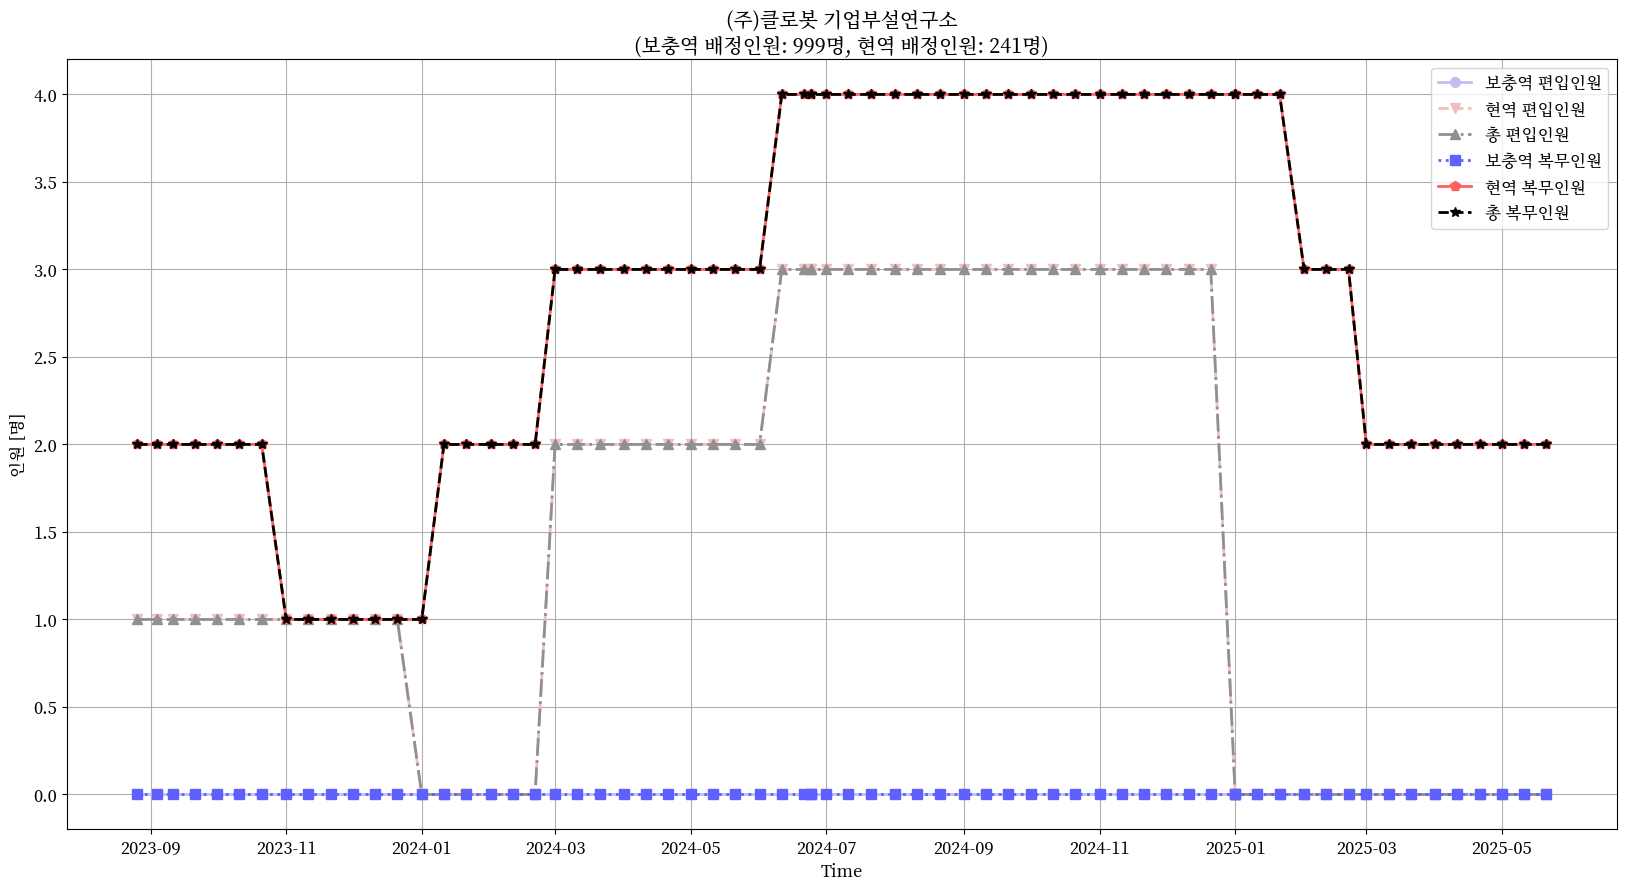 (주)클로봇 기업부설연구소
(보충역 배정인원: 999명, 현역 배정인원: 241명)
보충역 편입인원
현역 편입인원
총 편입인원
보충역 복무인원
현역 복무인원
총 복무인원
인원 [명]
4.0
3.5
3.0
2.5
2.0
1.5
1.0
0.5
0.0
2023-09
2023-11
2024-01
2024-03
2024-05
2024-07
2024-09
2024-11
2025-01
2025-03
2025-05
Time